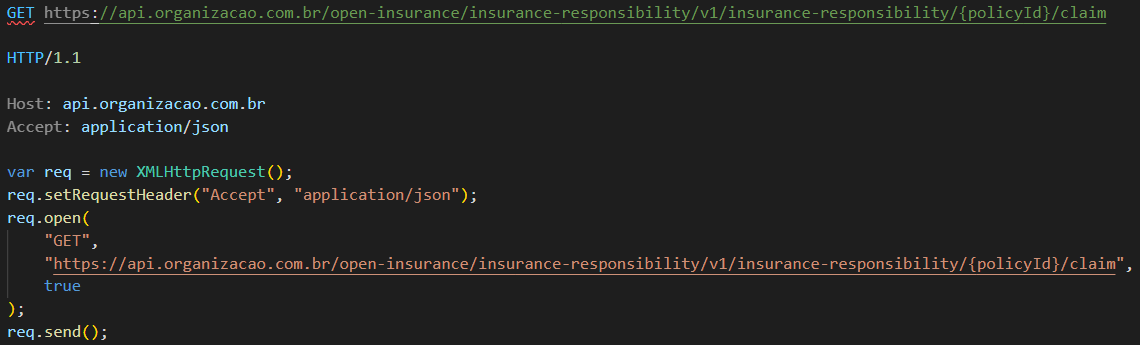 GET https://api.organizacao.com.br/open-insurance/insurance-responsibility/v1/insurance-responsibility/{policyId}/claim
HTTP/1.1
Host: api.organizacao.com.br
Accept: application/json
var req = new XMLHttpRequest();
req.setRequestHeader("Accept", "application/json");
req.open(
"GET",
"https://api.organizacao.com.br/open-insurance/insurance-responsibility/v1/insurance-responsibility/{policyId}/claim",
true
);
req.send();